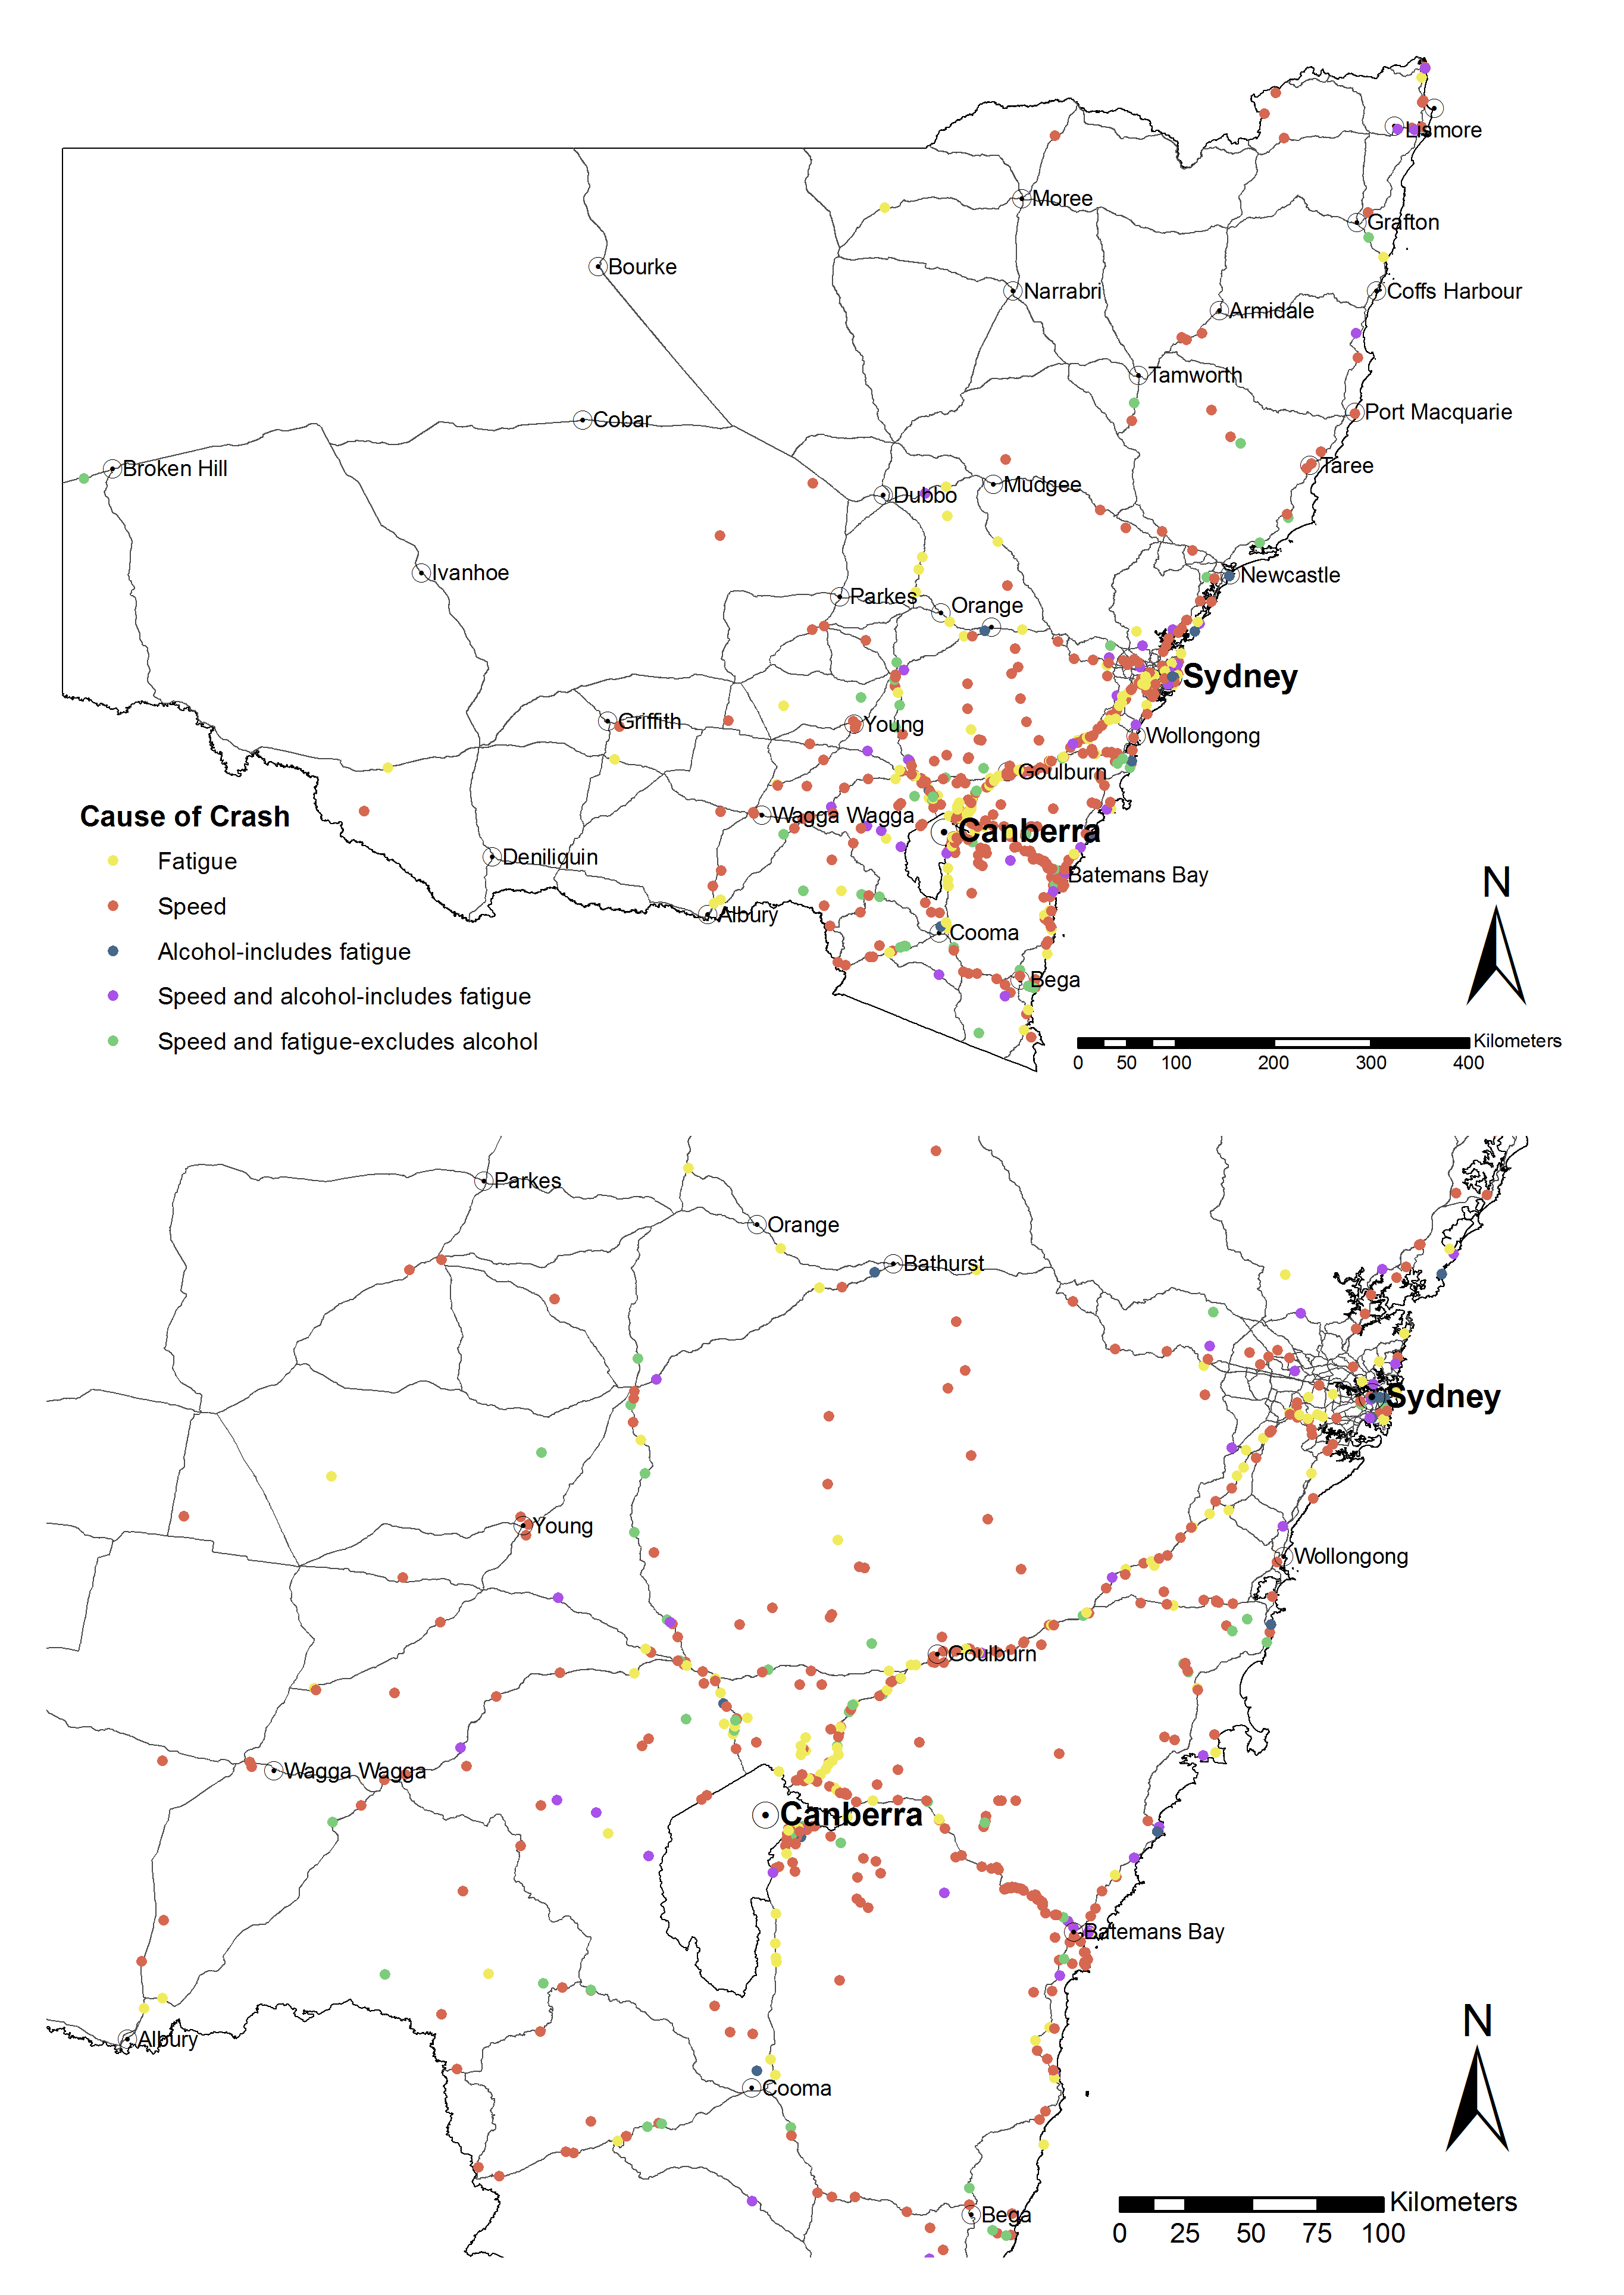 Lismore
Moree
Grafton
Bourke
Narrabri
Coffs Harbour
Armidale
Tamworth
Port Macquarie
Cobar
Broken Hill
Taree
Mudgee
Dubbo
Ivanhoe
Newcastle
Parkes
Orange
Sydney
Griffith
Young
Wollongong
Goulburn
Wagga Wagga
Canberra
Cause of Crash
Deniliquin
Fatigue
Batemans Bay
Speed
Albury
Cooma
Alcohol-includes fatigue
Bega
Speed and alcohol-includes fatigue
Speed and fatigue-excludes alcohol
N
Kilometers
0 50 100 200 300 400
Parkes
Orange
Bathurst
Sydney
Young
Wollongong
Goulburn
Wagga Wagga
Canberra
Batemans Bay
Albury
Cooma
Bega
N
Kilometers
0 25 50 75 100